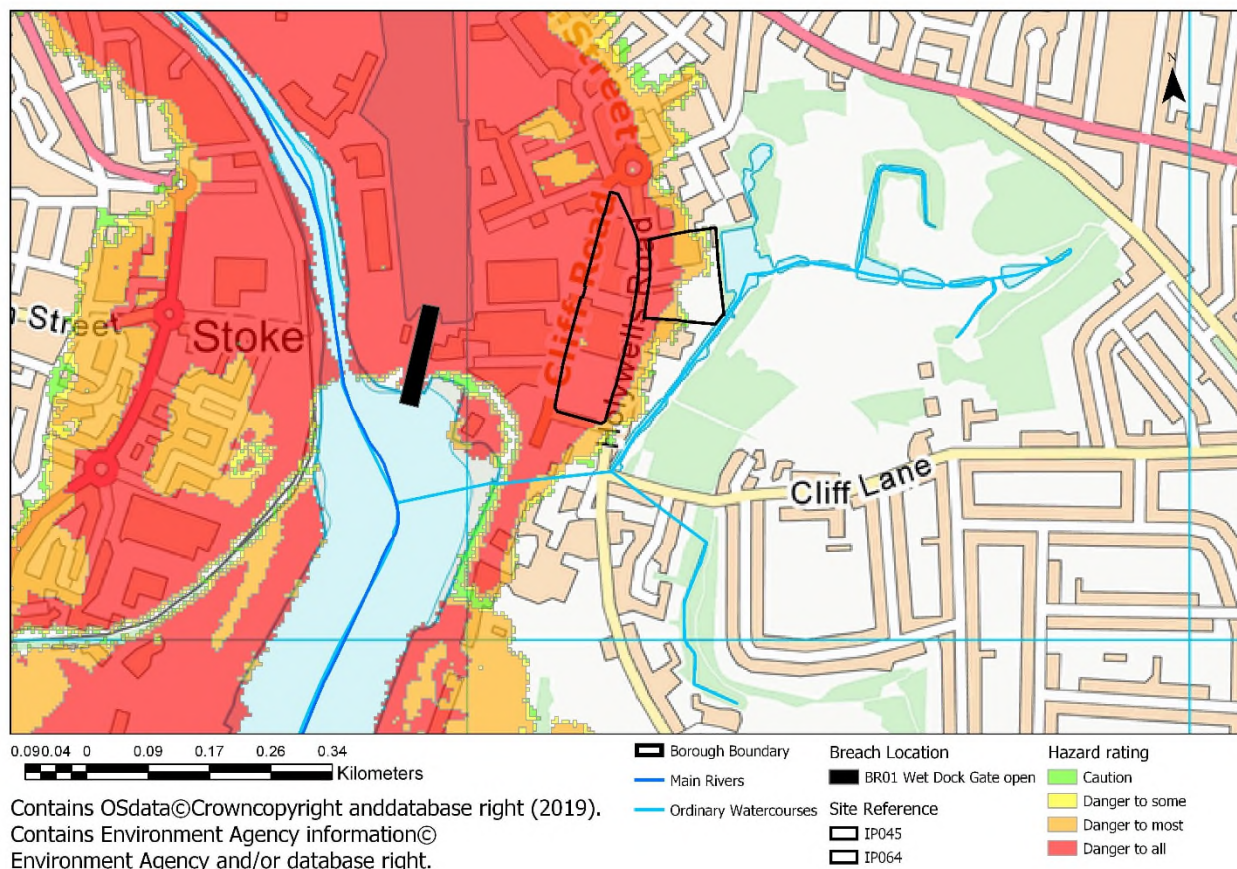 Street
N
Cliff Road
Holywells Road
n Street
Stoke
Cliff Lane
0.09 0.04 0 0.09 0.17 0.26 0.34
Kilometers
Contains OSdata©Crowncopyright anddatabase right (2019).
Contains Environment Agency information©
Environment Agency and/or database right.
Borough Boundary
Main Rivers
Ordinary Watercourses
Breach Location
BR01 Wet Dock Gate open
Site Reference
IP045
IP064
Hazard rating
Caution
Danger to some
Danger to most
Danger to all